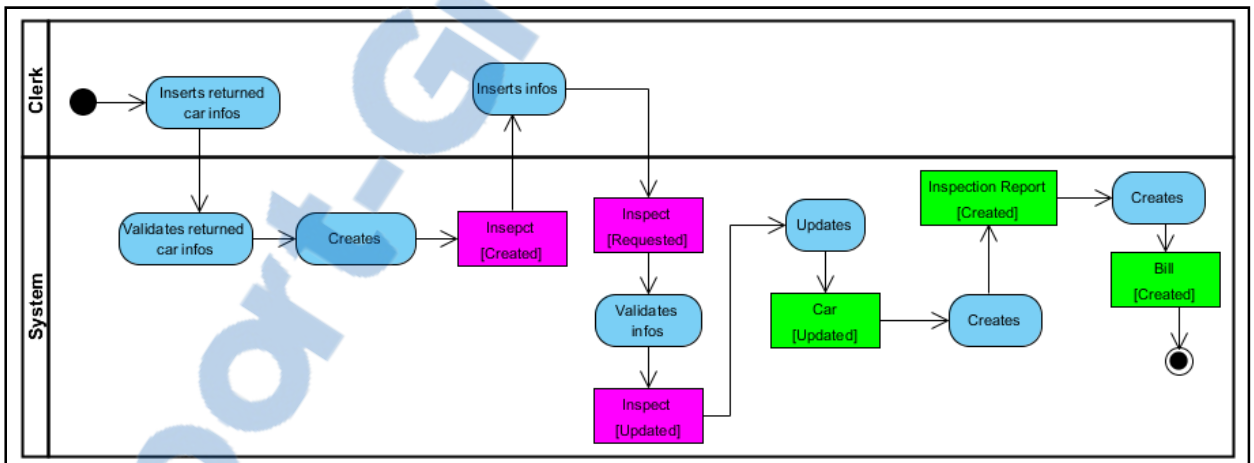 Clerk
Inserts returned
car infos
Inserts infos
System
Validates returned
car infos
Creates
Insepct
[Created]
Inspect
[Requested]
Validates
infos
Inspect
[Updated]
Updates
Car
[Updated]
Creates
Inspection Report
[Created]
Creates
Bill
[Created]